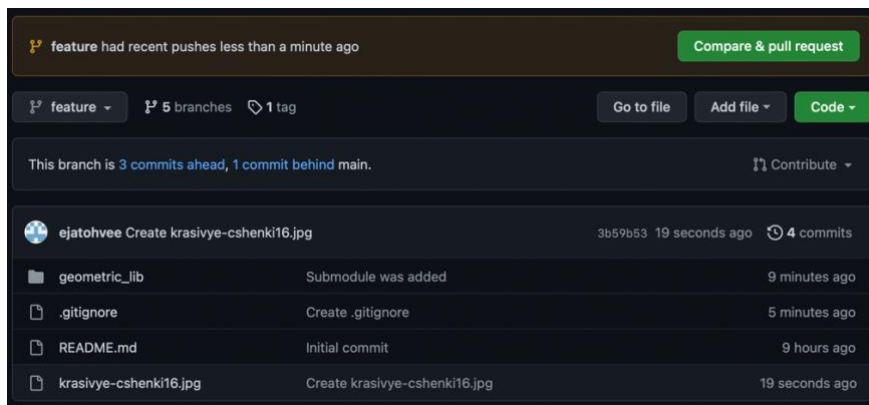 feature had recent pushes less than a minute ago Compare & pull request
feature 5 branches 1 tag Go to file Add file Code
This branch is 3 commits ahead, 1 commit behind main. Contribute
ejatohvee Create krasivye-cshenki16.jpg 3b59b53 19 seconds ago 4 commits
geometric_lib Submodule was added 9 minutes ago
.gitignore Create .gitignore 5 minutes ago
README.md Initial commit 9 hours ago
krasivye-cshenki16.jpg Create krasivye-cshenki16.jpg 19 seconds ago